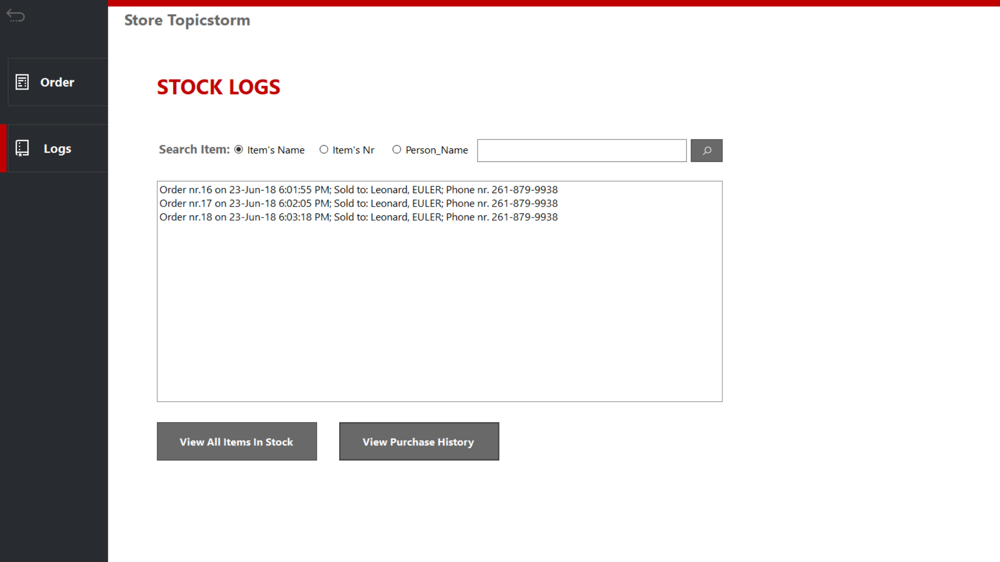 Store Topicstorm
Order
Logs
STOCK LOGS
Search Item: Item's Name Item's Nr Person_Name
Order nr.16 on 23-Jun-18 6:01:55 PM; Sold to: Leonard, EULER; Phone nr. 261-879-9938
Order nr.17 on 23-Jun-18 6:02:05 PM; Sold to: Leonard, EULER; Phone nr. 261-879-9938
Order nr.18 on 23-Jun-18 6:03:18 PM; Sold to: Leonard, EULER; Phone nr. 261-879-9938
View All Items In Stock
View Purchase History